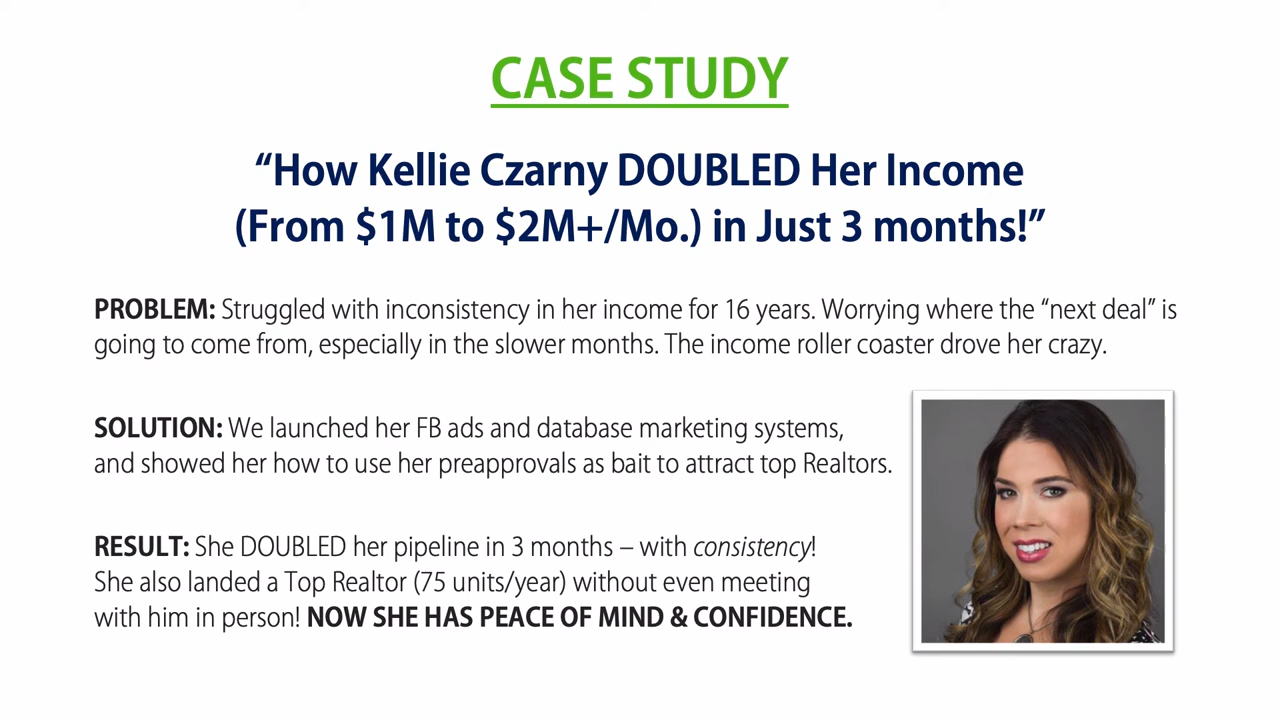 CASE STUDY
“How Kellie Czarny DOUBLED Her Income
(From $1M to $2M+/Mo.) in Just 3 months!”
PROBLEM: Struggled with inconsistency in her income for 16 years. Worrying where the “next deal” is
going to come from, especially in the slower months. The income roller coaster drove her crazy.
SOLUTION: We launched her FB ads and database marketing systems,
and showed her how to use her preapprovals as bait to attract top Realtors.
RESULT: She DOUBLED her pipeline in 3 months – with consistency!
She also landed a Top Realtor (75 units/year) without even meeting
with him in person! NOW SHE HAS PEACE OF MIND & CONFIDENCE.